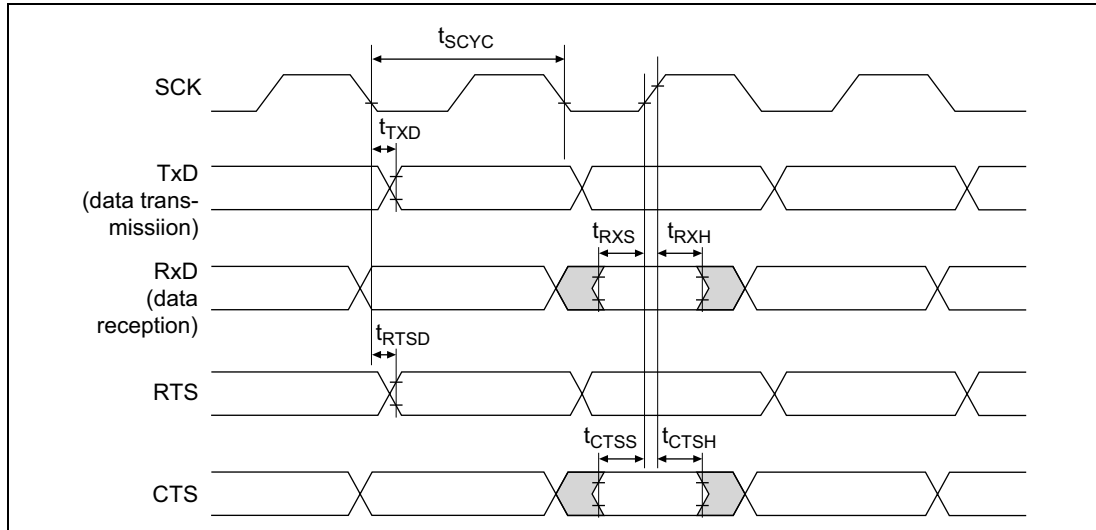 tSCYC
SCK
tTXD
TxD
(data trans-
missiion)
tRXS
tRXH
RxD
(data
reception)
tRTSD
RTS
tCTSS
tCTSH
CTS